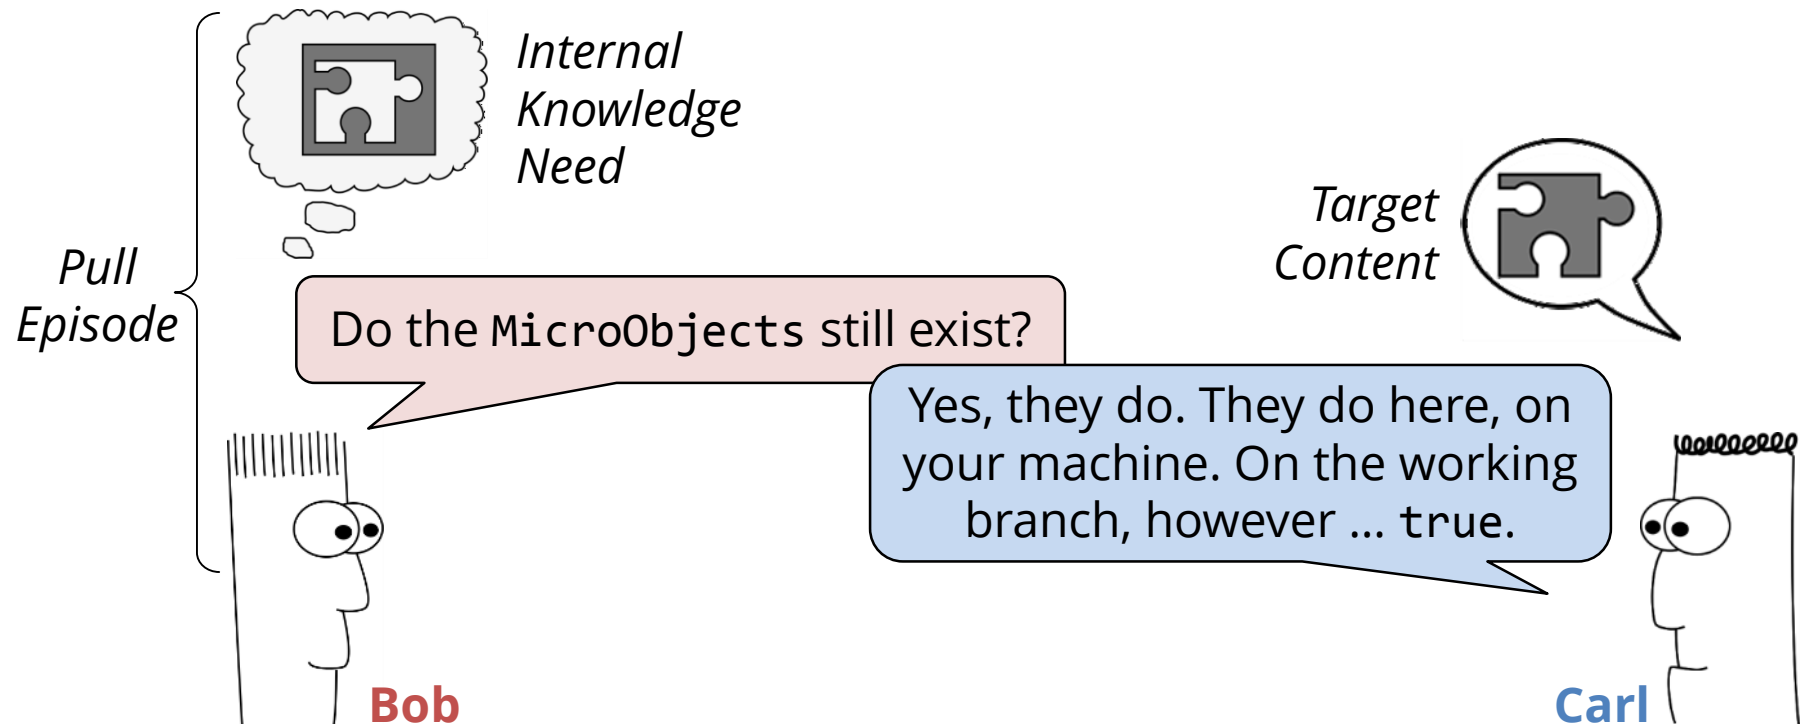 Internal
Knowledge
Need
Target
Content
Pull
Episode
Do the MicroObjects still exist?
Yes, they do. They do here, on
your machine. On the working
branch, however ... true.
Bob
Carl